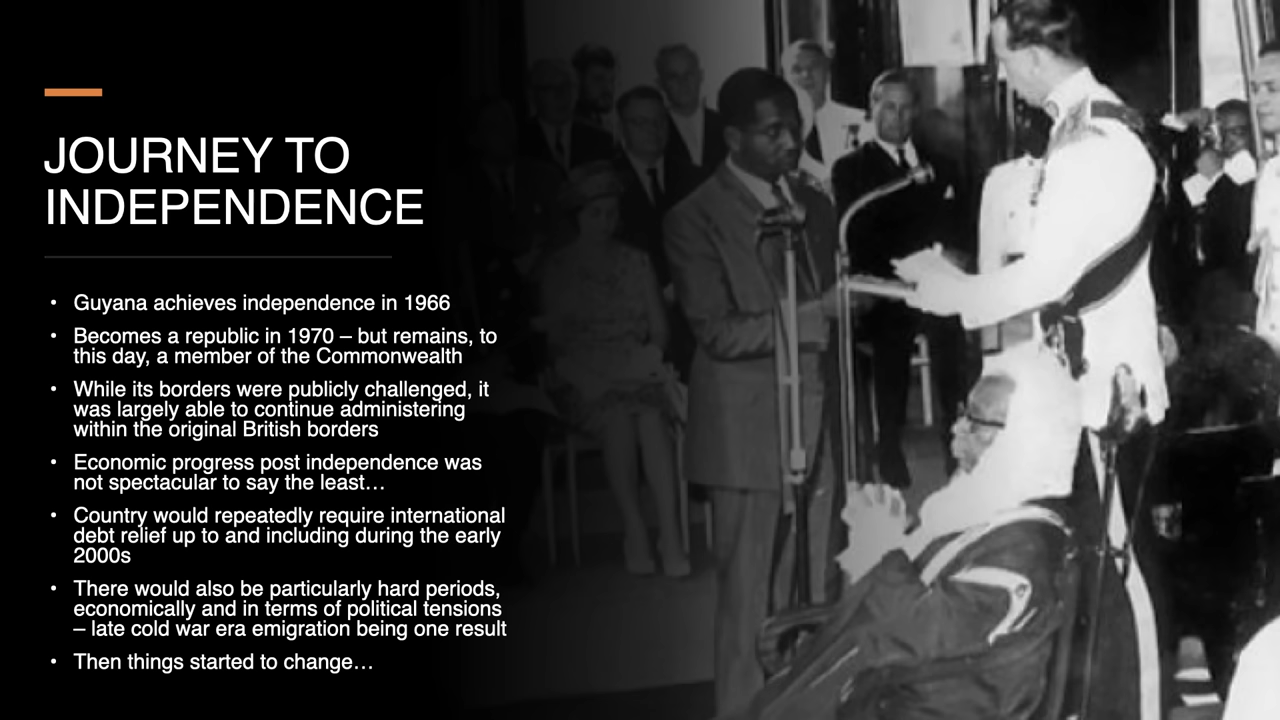 JOURNEY TO
INDEPENDENCE
• Guyana achieves independence in 1966
• Becomes a republic in 1970 – but remains, to
this day, a member of the Commonwealth
• While its borders were publicly challenged, it
was largely able to continue administering
within the original British borders
• Economic progress post independence was
not spectacular to say the least…
• Country would repeatedly require international
debt relief up to and including during the early
2000s
• There would also be particularly hard periods,
economically and in terms of political tensions
– late cold war era emigration being one result
• Then things started to change…